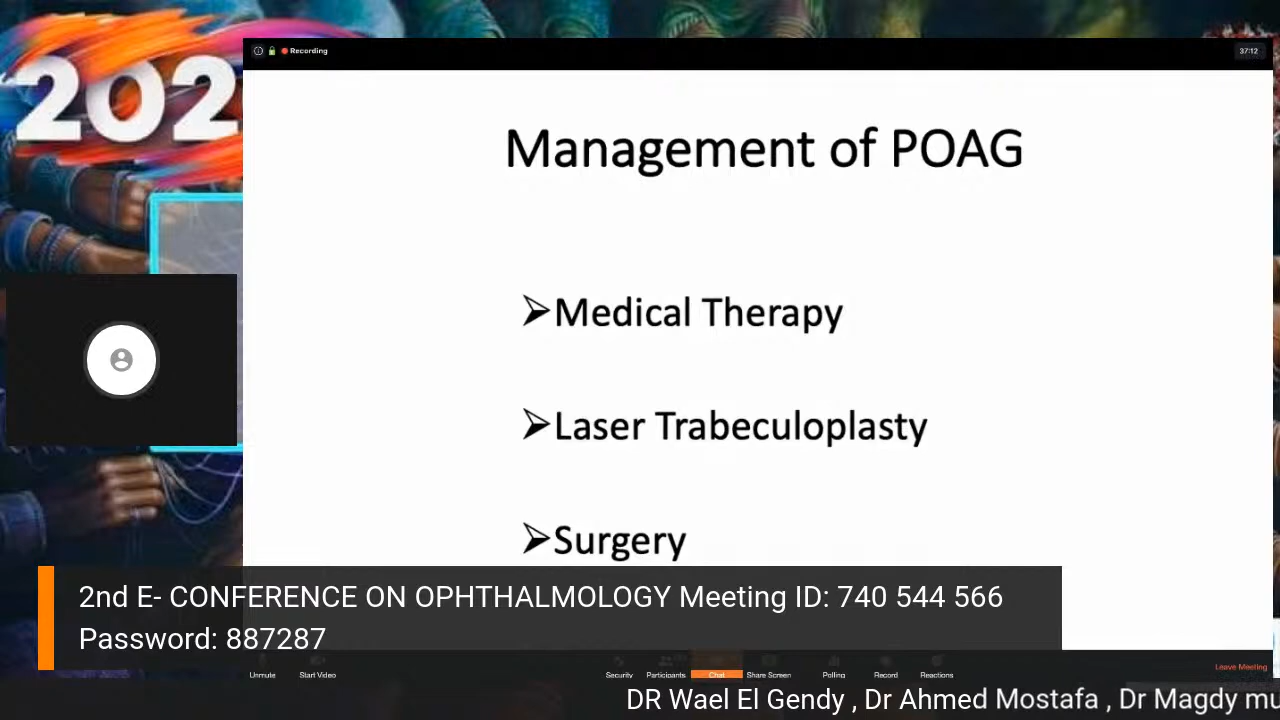 202
Recording
37:12
Management of POAG
➢Medical Therapy
➢Laser Trabeculoplasty
➢Surgery
2nd E- CONFERENCE ON OPHTHALMOLOGY Meeting ID: 740 544 566
Password: 887287
Unmute Start Video Security Participants Chat Share Screen Polling Record Reactions Leave Meeting
DR Wael El Gendy , Dr Ahmed Mostafa , Dr Magdy mu